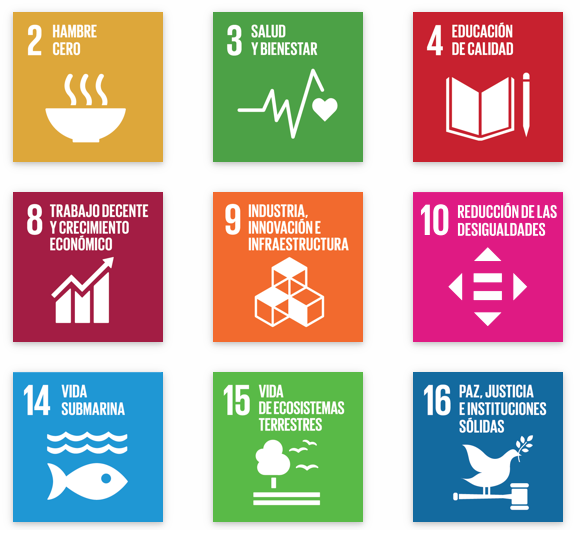 2 HAMBRE
CERO
3 SALUD
Y BIENESTAR
4 EDUCACIÓN
DE CALIDAD
8 TRABAJO DECENTE
Y CRECIMIENTO
ECONÓMICO
9 INDUSTRIA,
INNOVACIÓN E
INFRAESTRUCTURA
10 REDUCCIÓN DE LAS
DESIGUALDADES
14 VIDA
SUBMARINA
15 VIDA
DE ECOSISTEMAS
TERRESTRES
16 PAZ, JUSTICIA
E INSTITUCIONES
SÓLIDAS